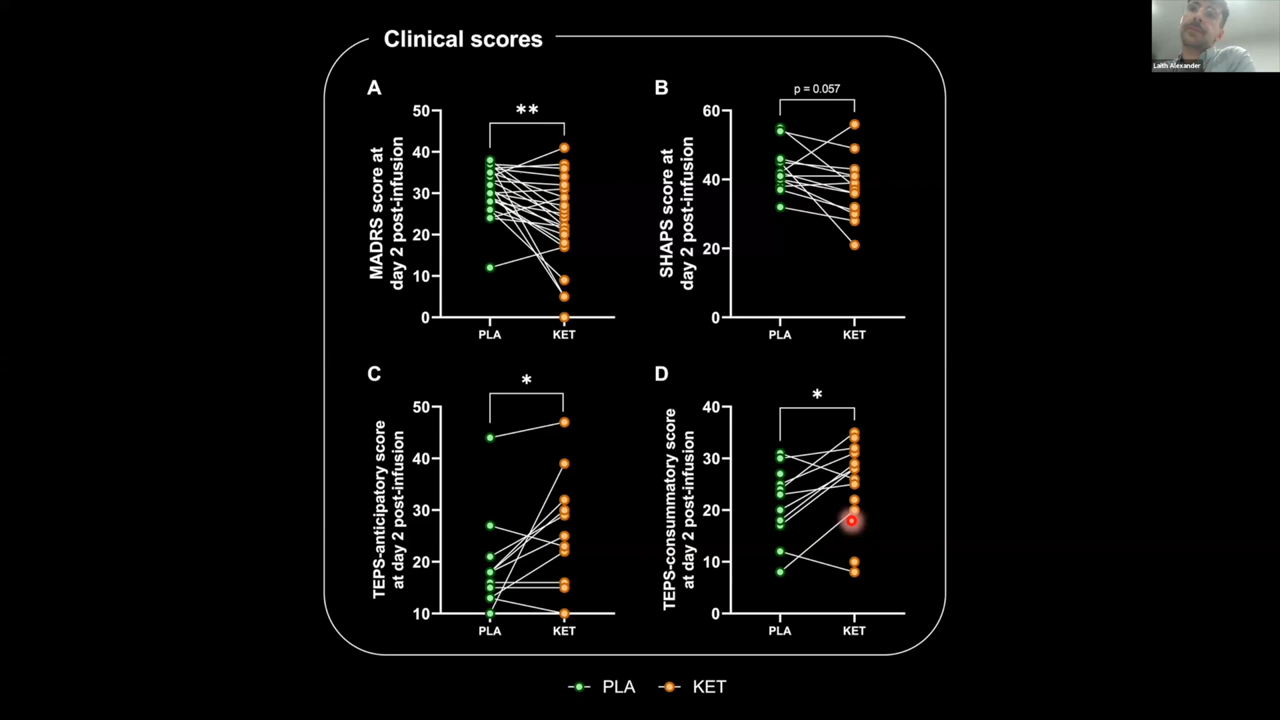 Clinical scores
Laith Alexander
A
**
MADRS score at
day 2 post-infusion
50
40
30
20
10
0
PLA
KET
B
p = 0.057
SHAPS score at
day 2 post-infusion
60
40
20
0
PLA
KET
C
*
TEPS-anticipatory score
at day 2 post-infusion
50
40
30
20
10
PLA
KET
D
*
TEPS-consummatory score
at day 2 post-infusion
40
30
20
10
0
PLA
KET
PLA
KET